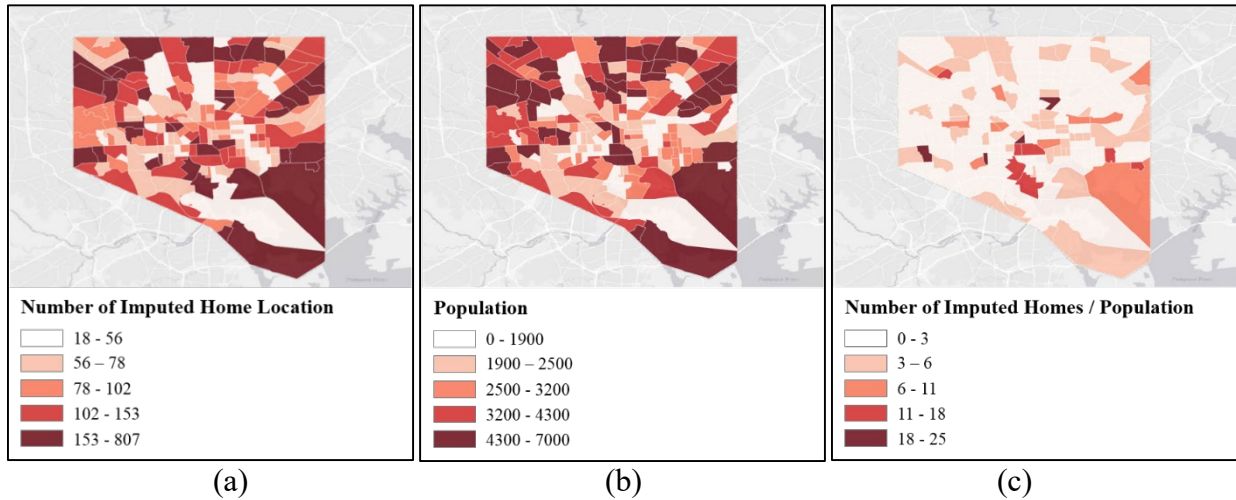 Number of Imputed Home Location
18 - 56
56 – 78
78 - 102
102 - 153
153 - 807
(a)
Population
0 - 1900
1900 – 2500
2500 - 3200
3200 - 4300
4300 - 7000
(b)
Number of Imputed Homes / Population
0 - 3
3 – 6
6 - 11
11 - 18
18 - 25
(c)